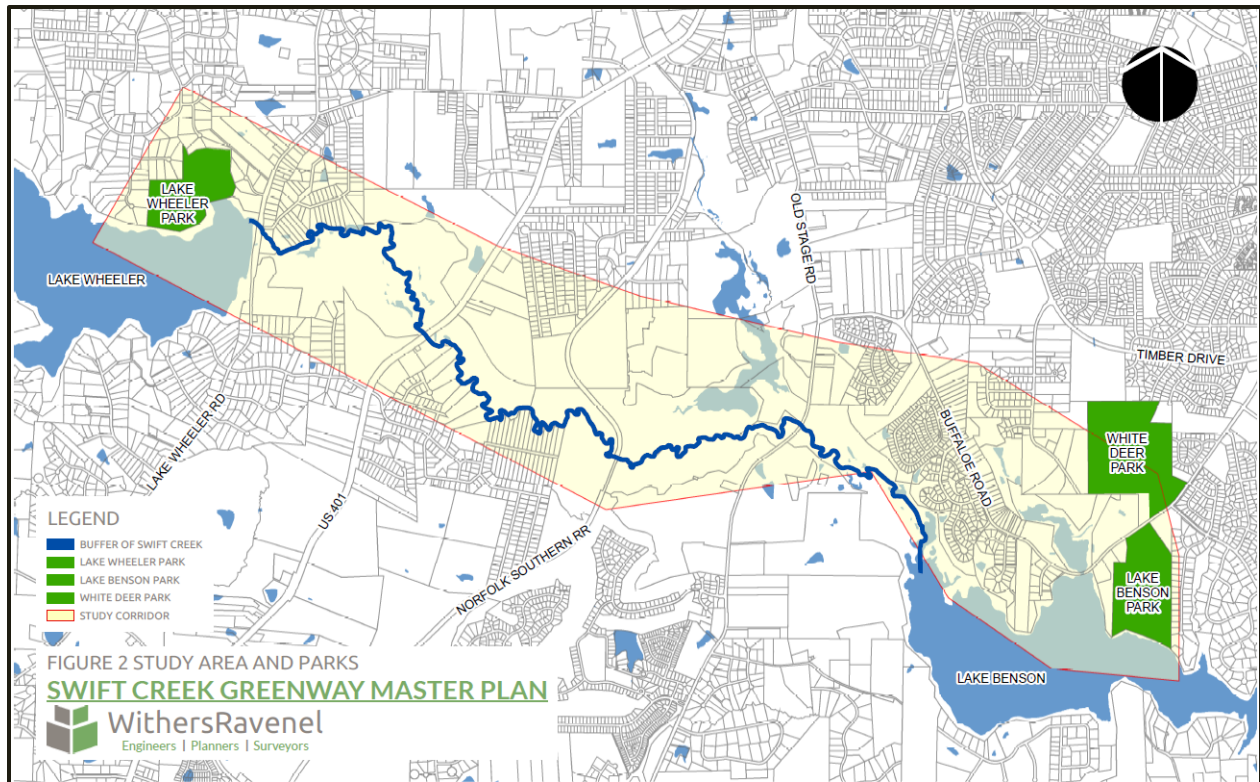 LAKE
WHEELER
PARK
LAKE WHEELER
OLD STAGE RD
TIMBER DRIVE
WHITE
DEER
PARK
BUFFALOE ROAD
LAKE WHEELER RD
US 401
NORFOLK SOUTHERN RR
LAKE
BENSON
PARK
LAKE BENSON
LEGEND
BUFFER OF SWIFT CREEK
LAKE WHEELER PARK
LAKE BENSON PARK
WHITE DEER PARK
STUDY CORRIDOR
FIGURE 2 STUDY AREA AND PARKS
SWIFT CREEK GREENWAY MASTER PLAN
WithersRavenel
Engineers | Planners | Surveyors